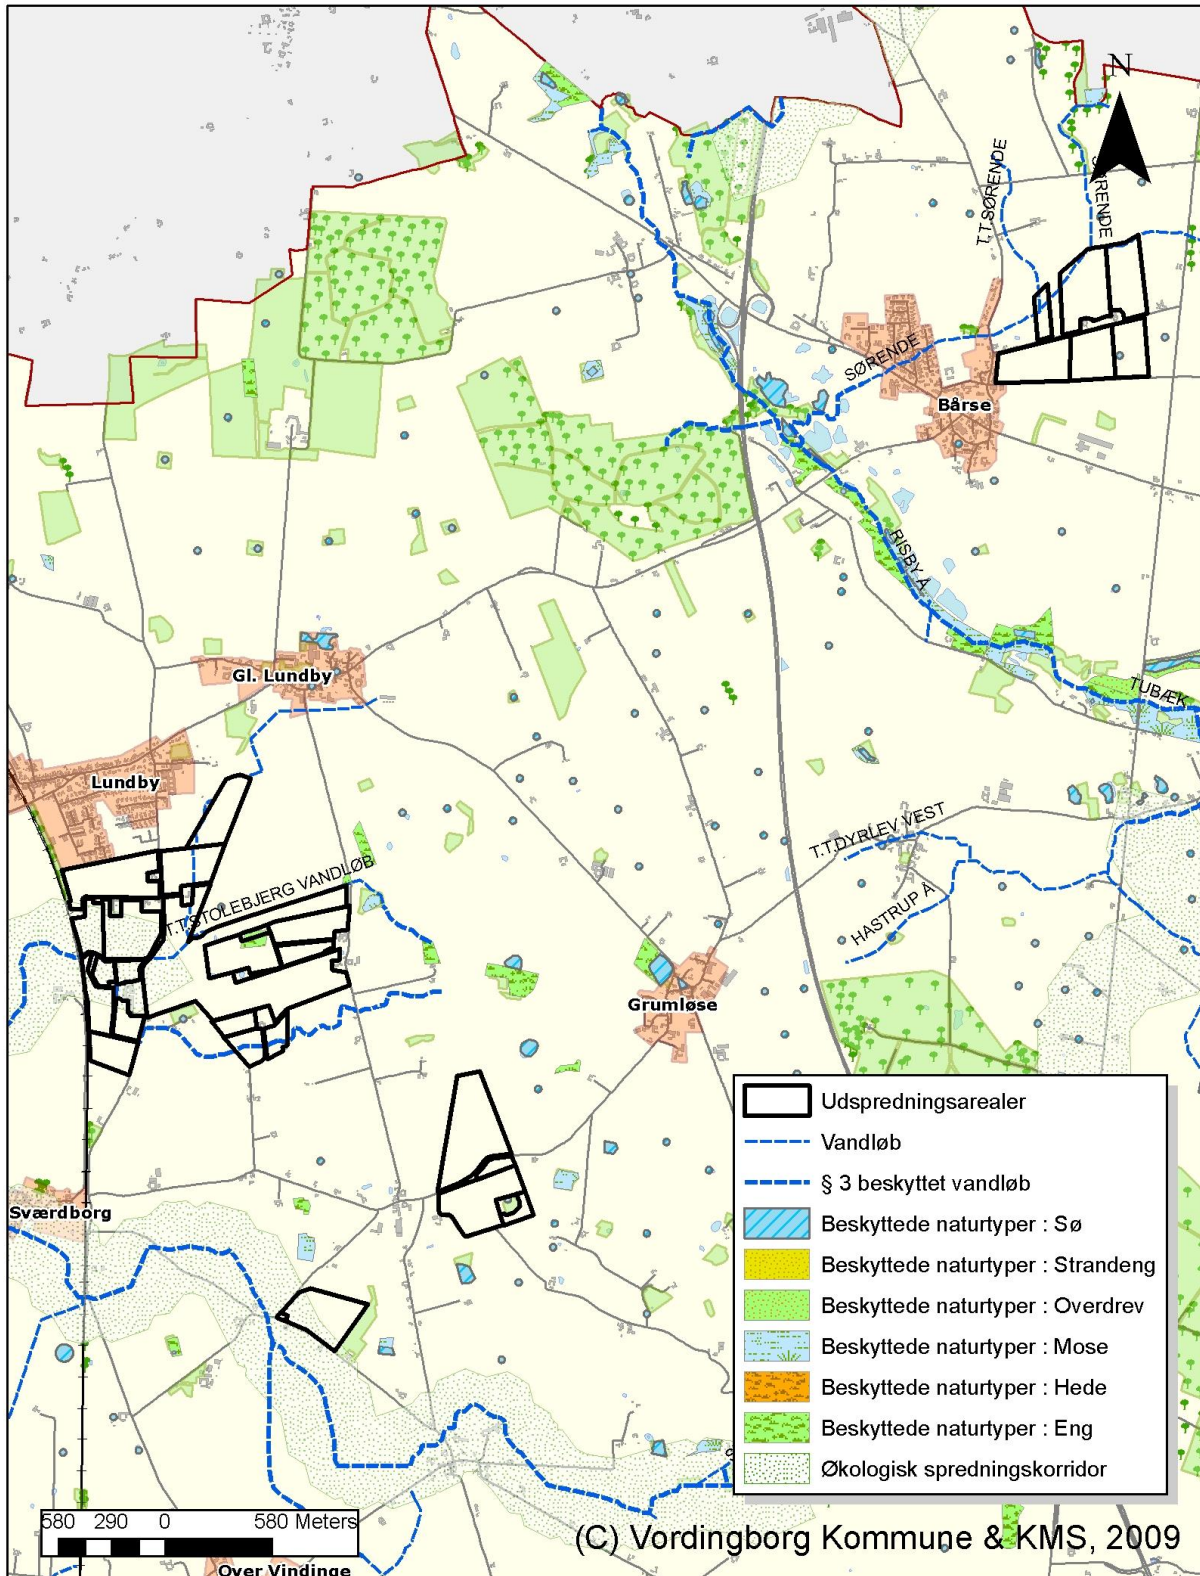 N
T.T.SØRENDE
SØRENDE
SØRENDE
Bårse
RISBY Å
Gl. Lundby
TUBÆK
Lundby
T.T.DYRLEV VEST
T.T.STOLEBJERG VANDLØB
HASTRUP Å
Grumløse
Sværdborg
Udspredningsarealer
Vandløb
§ 3 beskyttet vandløb
Beskyttede naturtyper : Sø
Beskyttede naturtyper : Strandeng
Beskyttede naturtyper : Overdrev
Beskyttede naturtyper : Mose
Beskyttede naturtyper : Hede
Beskyttede naturtyper : Eng
Økologisk spredningskorridor
580 290 0 580 Meters
(C) Vordingborg Kommune & KMS, 2009
Over Vindinge